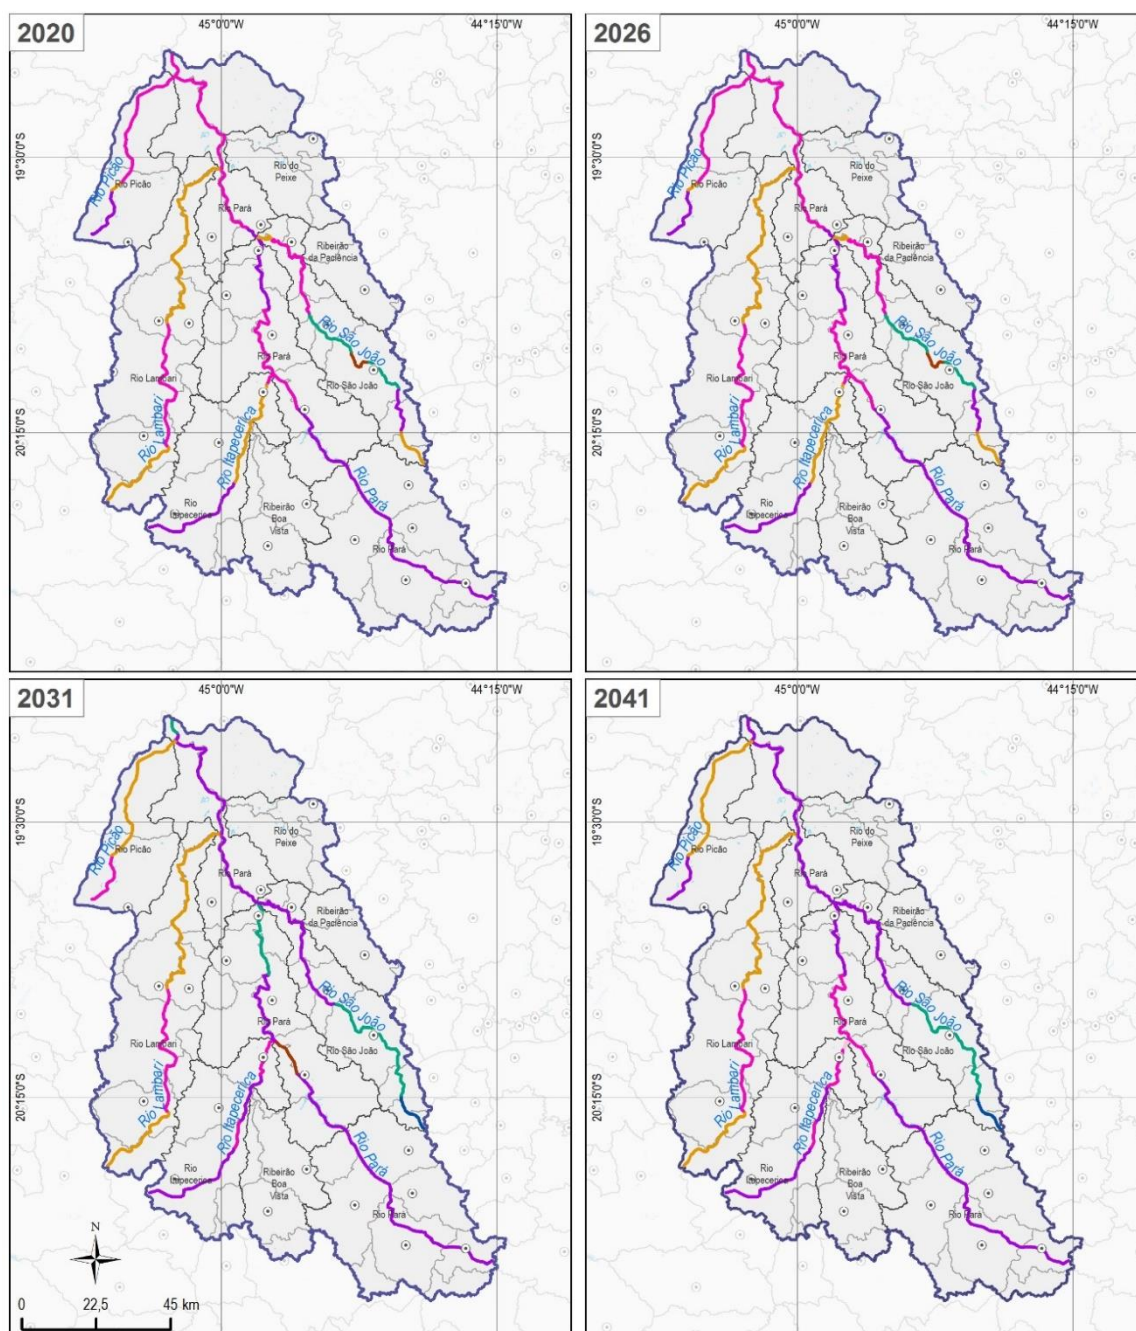 2020
45°0'0"W
44°15'0"W
19°30'0"S
20°15'0"S
Rio Picão
Rio Picão
Rio do
Peixe
Rio Pará
Ribeirão
da Paciência
Rio São João
Rio Pará
Rio Lambari
Rio São João
Rio Lambari
Rio Itapecerica
Rio Pará
Rio
Itapecerica
Ribeirão
Boa
Vista
Rio Pará
2026
45°0'0"W
44°15'0"W
19°30'0"S
20°15'0"S
Rio Picão
Rio Picão
Rio do
Peixe
Rio Pará
Ribeirão
da Paciência
Rio São João
Rio Pará
Rio Lambari
Rio São João
Rio Lambari
Rio Itapecerica
Rio Pará
Rio
Itapecerica
Ribeirão
Boa
Vista
Rio Pará
2031
45°0'0"W
44°15'0"W
19°30'0"S
20°15'0"S
Rio Picão
Rio Picão
Rio do
Peixe
Rio Pará
Ribeirão
da Paciência
Rio São João
Rio Pará
Rio Lambari
Rio São João
Rio Lambari
Rio Itapecerica
Rio Pará
Rio
Itapecerica
Ribeirão
Boa
Vista
Rio Pará
N
0 22,5 45 km
2041
45°0'0"W
44°15'0"W
19°30'0"S
20°15'0"S
Rio Picão
Rio Picão
Rio do
Peixe
Rio Pará
Ribeirão
da Paciência
Rio São João
Rio Pará
Rio Lambari
Rio São João
Rio Lambari
Rio Itapecerica
Rio Pará
Rio
Itapecerica
Ribeirão
Boa
Vista
Rio Pará